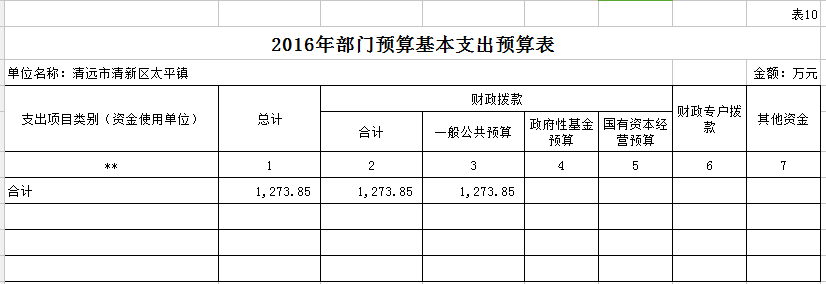 表10
2016年部门预算基本支出预算表
单位名称：清远市清新区太平镇 金额：万元
支出项目类别（资金使用单位） 总计 财政拨款 财政专户拨款 其他资金
合计 一般公共预算 政府性基金预算 国有资本经营预算
** 1 2 3 4 5 6 7
合计 1,273.85 1,273.85 1,273.85